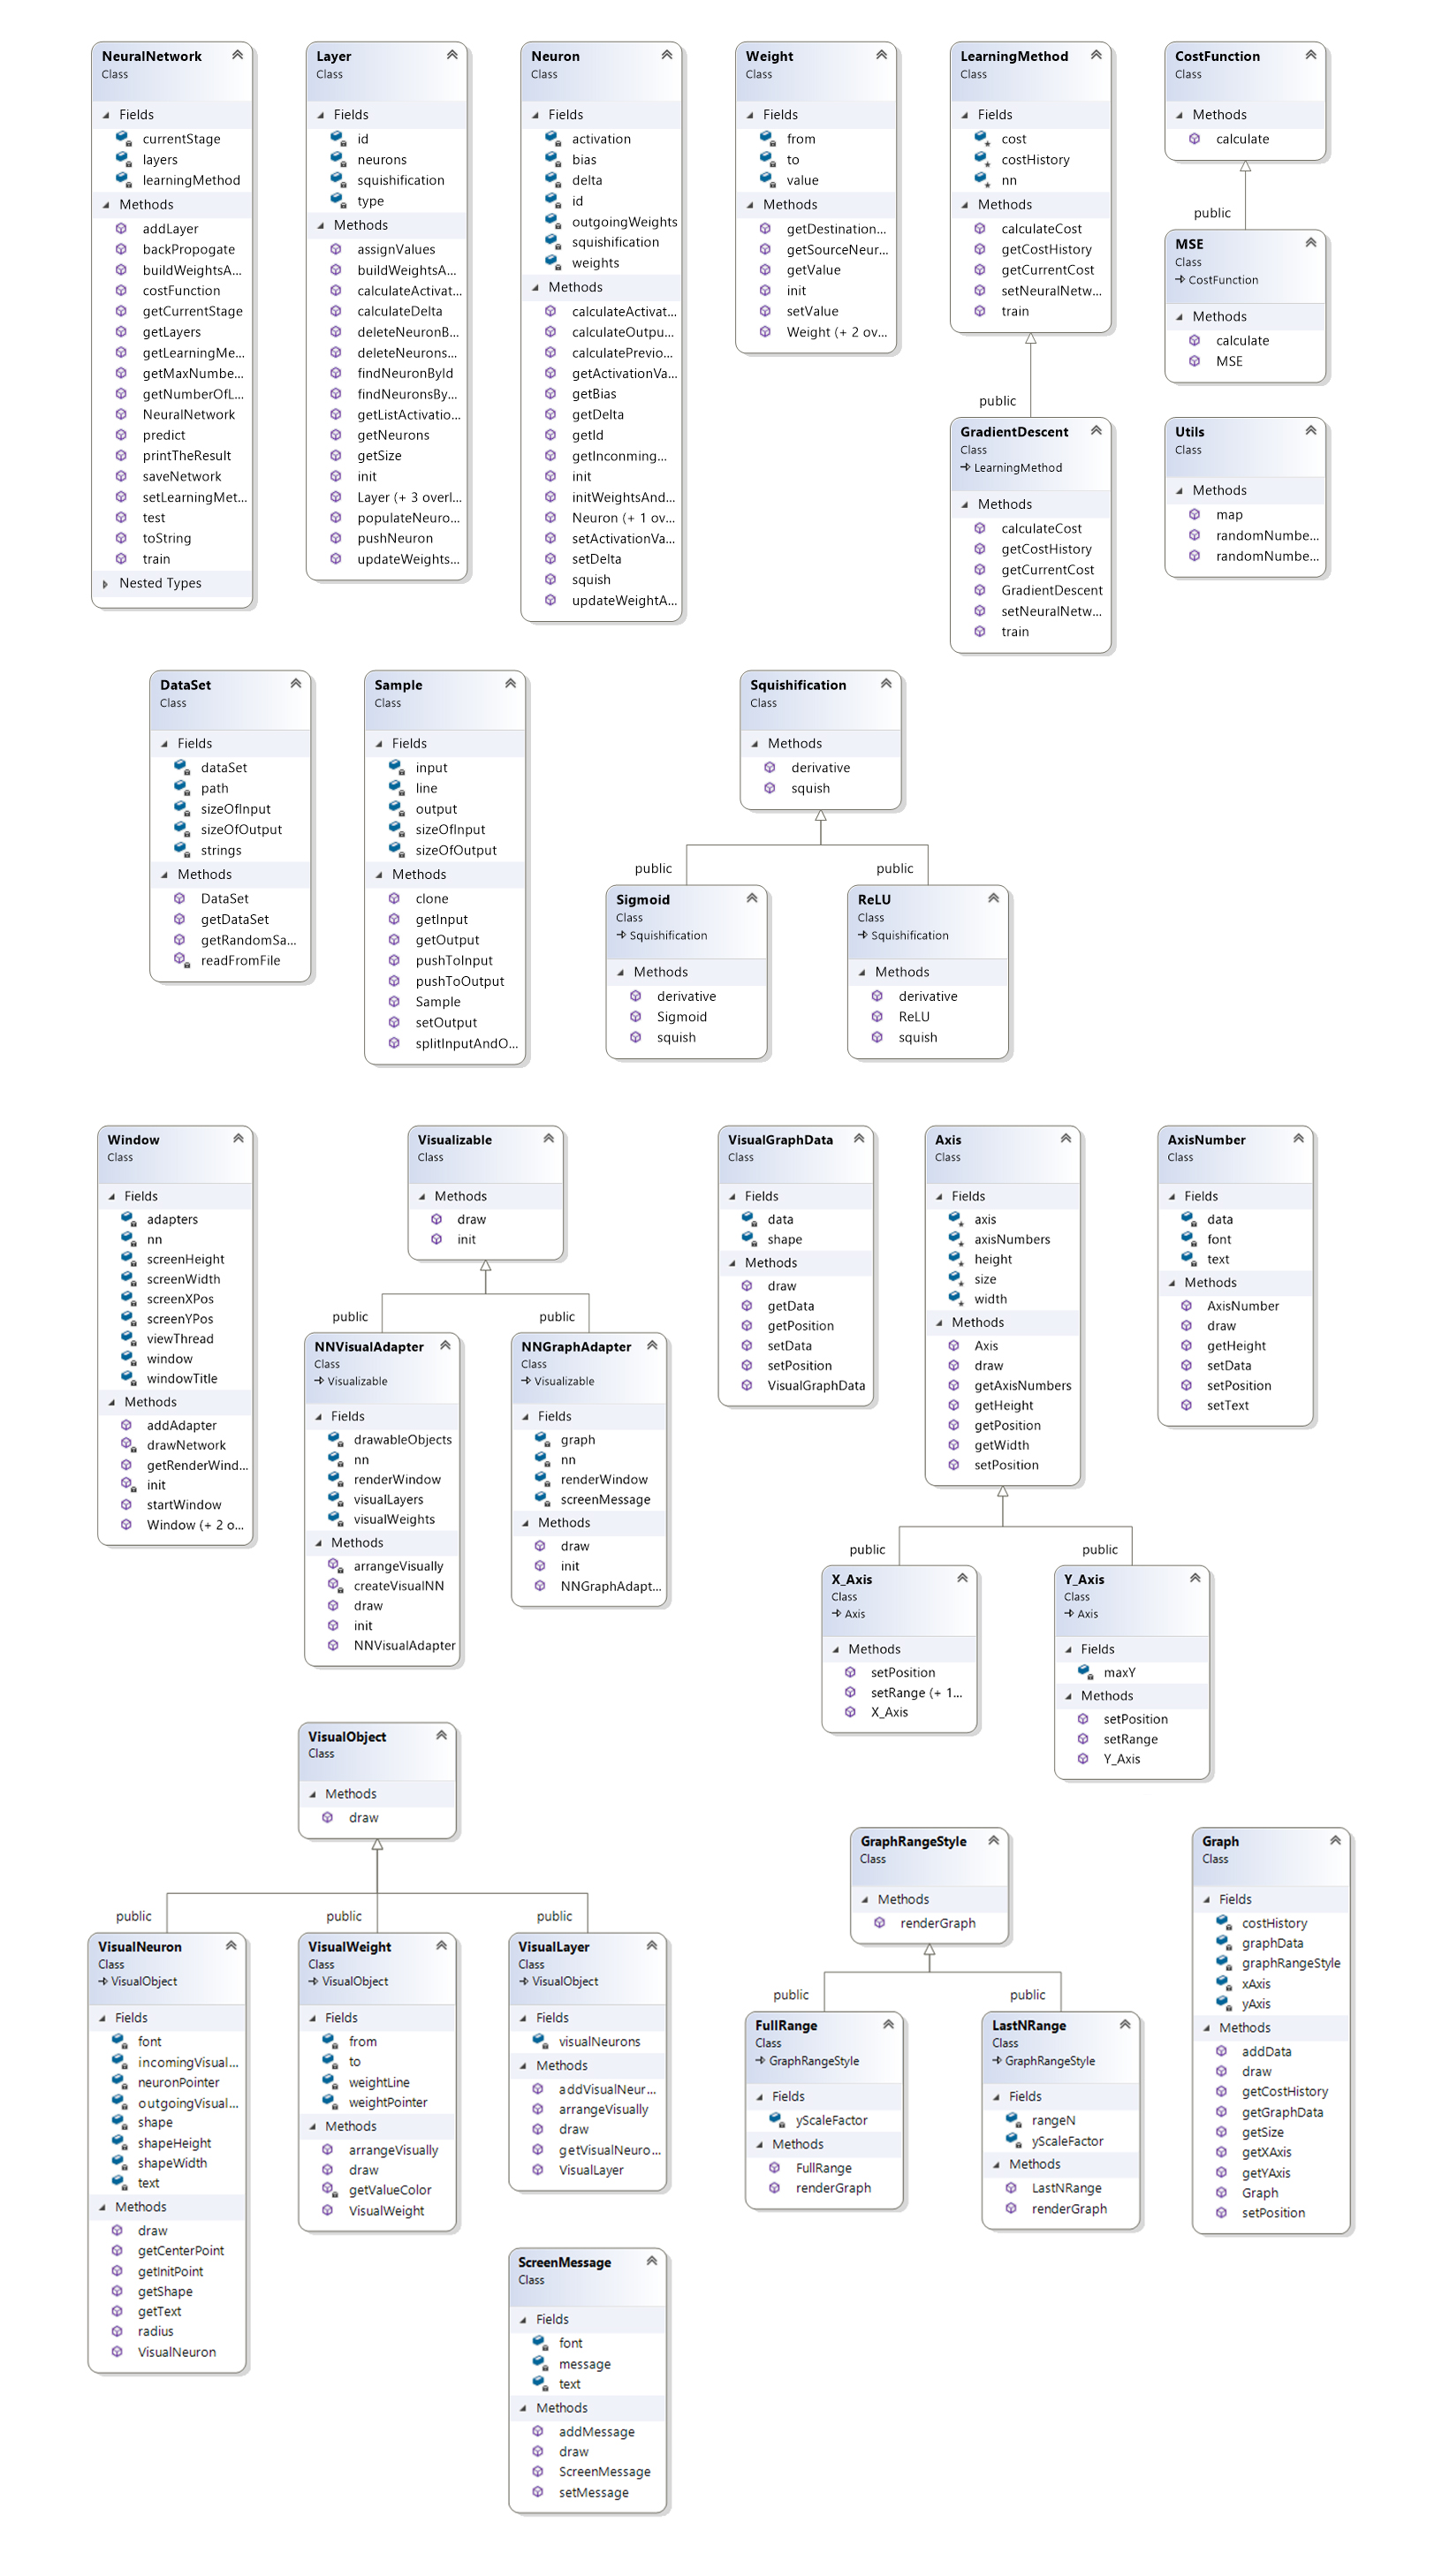 NeuralNetwork
Class
Fields
currentStage
layers
learningMethod
Methods
addLayer
backPropogate
buildWeightsA...
costFunction
getCurrentStage
getLayers
getLearningMe...
getMaxNumbe...
getNumberOfL...
NeuralNetwork
predict
printTheResult
saveNetwork
setLearningMet...
test
toString
train
Nested Types
Layer
Class
Fields
id
neurons
squishification
type
Methods
assignValues
buildWeightsA...
calculateActivat...
calculateDelta
deleteNeuronB...
deleteNeurons...
findNeuronById
findNeuronsBy...
getListActivatio...
getNeurons
getSize
init
Layer (+ 3 overl...
populateNeuro...
pushNeuron
updateWeights...
Neuron
Class
Fields
activation
bias
delta
id
outgoingWeights
squishification
weights
Methods
calculateActivat...
calculateOutpu...
calculatePrevio...
getActivationVa...
getBias
getDelta
getId
getInconming...
init
initWeightsAnd...
Neuron (+ 1 ov...
setActivationVa...
setDelta
squish
updateWeightA...
Weight
Class
Fields
from
to
value
Methods
getDestination...
getSourceNeur...
getValue
init
setValue
Weight (+ 2 ov...
LearningMethod
Class
Fields
cost
costHistory
nn
Methods
calculateCost
getCostHistory
getCurrentCost
setNeuralNetw...
train
public
GradientDescent
Class
LearningMethod
Methods
calculateCost
getCostHistory
getCurrentCost
GradientDescent
setNeuralNetw...
train
CostFunction
Class
Methods
calculate
public
MSE
Class
CostFunction
Methods
calculate
MSE
Utils
Class
Methods
map
randomNumbe...
randomNumbe...
DataSet
Class
Fields
dataSet
path
sizeOfInput
sizeOfOutput
strings
Methods
DataSet
getDataSet
getRandomSa...
readFromFile
Sample
Class
Fields
input
line
output
sizeOfInput
sizeOfOutput
Methods
clone
getInput
getOutput
pushToInput
pushToOutput
Sample
setOutput
splitInputAndO...
Squishification
Class
Methods
derivative
squish
public
public
Sigmoid
Class
Squishification
Methods
derivative
Sigmoid
squish
ReLU
Class
Squishification
Methods
derivative
ReLU
squish
Window
Class
Fields
adapters
nn
screenHeight
screenWidth
screenXPos
screenYPos
viewThread
window
windowTitle
Methods
addAdapter
drawNetwork
getRenderWind...
init
startWindow
Window (+ 2 o...
Visualizable
Class
Methods
draw
init
public
public
NNVisualAdapter
Class
Visualizable
Fields
drawableObjects
nn
renderWindow
visualLayers
visualWeights
Methods
arrangeVisually
createVisualNN
draw
init
NNVisualAdapter
NNGraphAdapter
Class
Visualizable
Fields
graph
nn
renderWindow
screenMessage
Methods
draw
init
NNGraphAdapt...
VisualGraphData
Class
Fields
data
shape
Methods
draw
getData
getPosition
setData
setPosition
VisualGraphData
Axis
Class
Fields
axis
axisNumbers
height
size
width
Methods
Axis
draw
getAxisNumbers
getHeight
getPosition
getWidth
setPosition
AxisNumber
Class
Fields
data
font
text
Methods
AxisNumber
draw
getHeight
setData
setPosition
setText
public
public
X_Axis
Class
Axis
Methods
setPosition
setRange (+ 1...
X_Axis
Y_Axis
Class
Axis
Fields
maxY
Methods
setPosition
setRange
Y_Axis
VisualObject
Class
Methods
draw
public
public
public
VisualNeuron
Class
VisualObject
Fields
font
incomingVisual...
neuronPointer
outgoingVisual...
shape
shapeHeight
shapeWidth
text
Methods
draw
getCenterPoint
getInitPoint
getShape
getText
radius
VisualNeuron
VisualWeight
Class
VisualObject
Fields
from
to
weightLine
weightPointer
Methods
arrangeVisually
draw
getValueColor
VisualWeight
VisualLayer
Class
VisualObject
Fields
visualNeurons
Methods
addVisualNeur...
arrangeVisually
draw
getVisualNeuro...
VisualLayer
ScreenMessage
Class
Fields
font
message
text
Methods
addMessage
draw
ScreenMessage
setMessage
GraphRangeStyle
Class
Methods
renderGraph
public
public
FullRange
Class
GraphRangeStyle
Fields
yScaleFactor
Methods
FullRange
renderGraph
LastNRange
Class
GraphRangeStyle
Fields
rangeN
yScaleFactor
Methods
LastNRange
renderGraph
Graph
Class
Fields
costHistory
graphData
graphRangeStyle
xAxis
yAxis
Methods
addData
draw
getCostHistory
getGraphData
getSize
getXAxis
getYAxis
Graph
setPosition